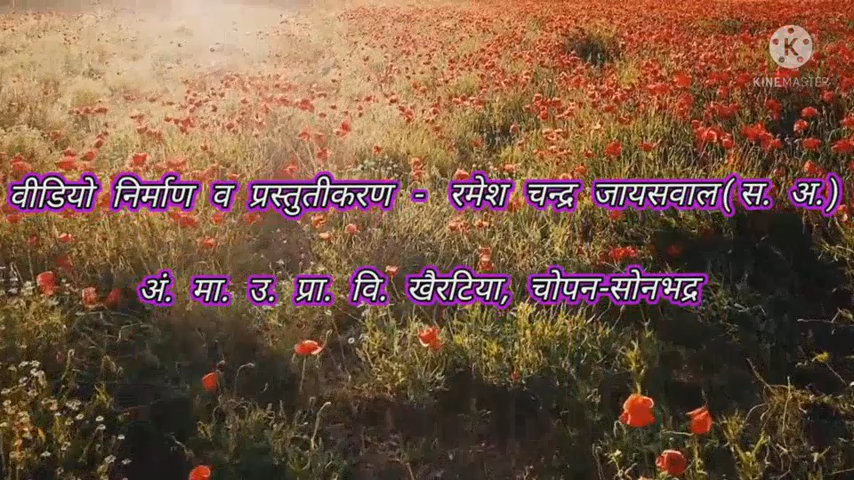 K
KINEMASTER
वीडियो निर्माण व प्रस्तुतीकरण - रमेश चन्द्र जायसवाल(स. अ.)
अं. मा. उ. प्रा. वि. खैरटिया, चोपन-सोनभद्र